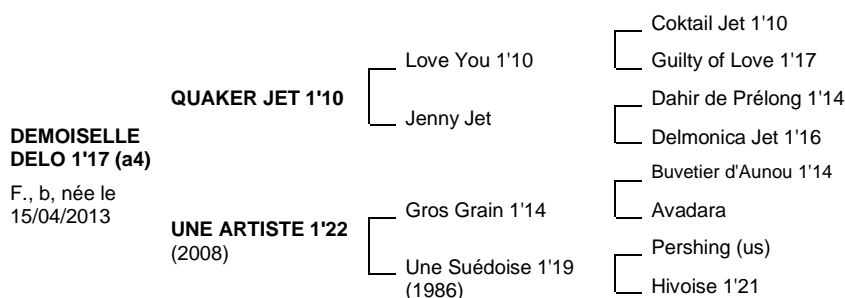 DEMOISELLE
DELO 1'17 (a4)
F., b, née le
15/04/2013
QUAKER JET 1'10
UNE ARTISTE 1'22
(2008)
Love You 1'10
Jenny Jet
Gros Grain 1'14
Une Suédoise 1'19
(1986)
Coktail Jet 1'10
Guilty of Love 1'17
Dahir de Prélong 1'14
Delmonica Jet 1'16
Buvetier d'Aunou 1'14
Avadara
Pershing (us)
Hivoise 1'21